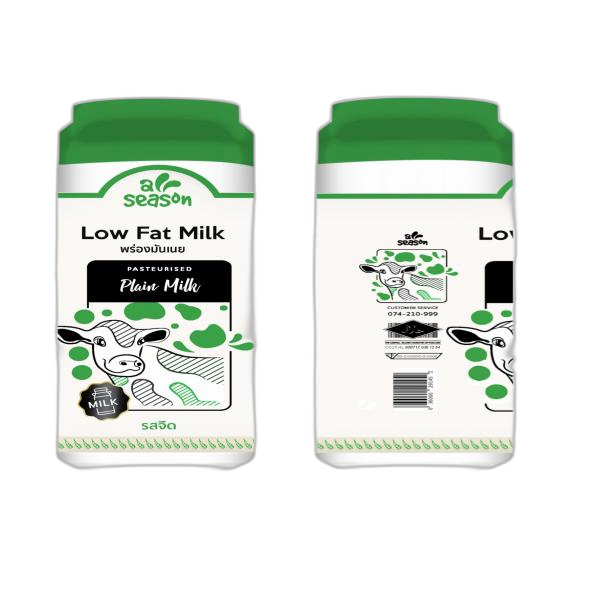 a
season
Low Fat Milk
พร่องมันเนย
PASTEURISED
Plain Milk
MILK
รสจืด
a
season
Low
CUSTOMER SERVICE
074-210-999